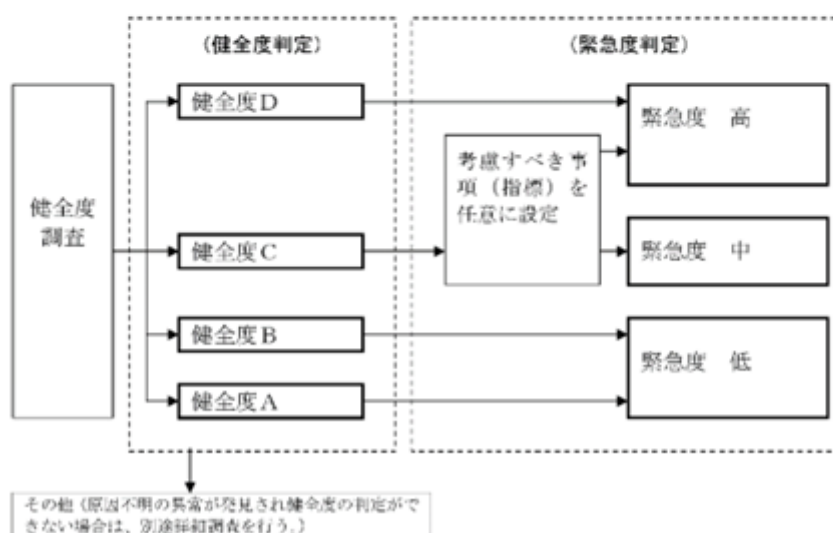 (健全度判定)
(緊急度判定)
健全度
調査
健全度D
健全度C
健全度B
健全度A
考慮すべき事
項(指標)を
任意に設定
緊急度 高
緊急度 中
緊急度 低
その他(原因不明の異常が発見され健全度の判定がで
きない場合は、別途詳細調査を行う。)